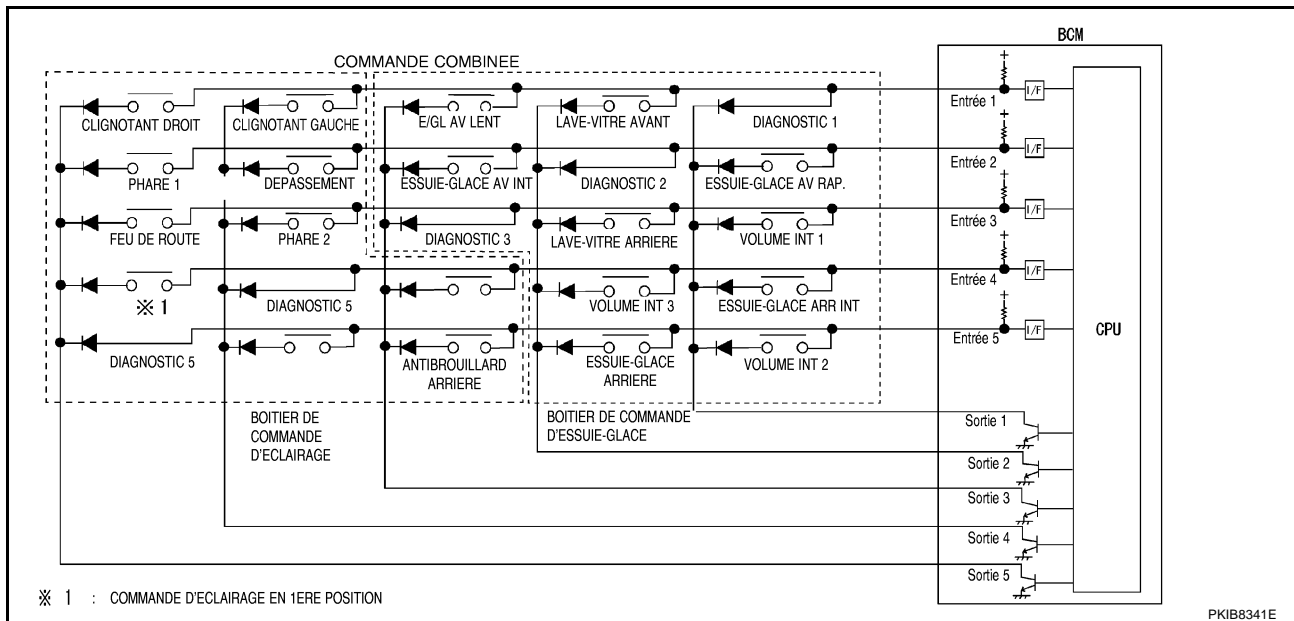 BCM
COMMANDE COMBINEE
CLIGNOTANT DROIT
CLIGNOTANT GAUCHE
E/GL AV LENT
LAVE-VITRE AVANT
DIAGNOSTIC 1
Entrée 1
+
I/F
PHARE 1
DEPASSEMENT
ESSUIE-GLACE AV INT
DIAGNOSTIC 2
ESSUIE-GLACE AV RAP.
Entrée 2
+
I/F
FEU DE ROUTE
PHARE 2
DIAGNOSTIC 3
LAVE-VITRE ARRIERE
VOLUME INT 1
Entrée 3
+
I/F
※ 1
DIAGNOSTIC 5
VOLUME INT 3
ESSUIE-GLACE ARR INT
Entrée 4
+
I/F
DIAGNOSTIC 5
ANTIBROUILLARD
ARRIERE
ESSUIE-GLACE
ARRIERE
VOLUME INT 2
Entrée 5
+
I/F
CPU
BOITIER DE
COMMANDE
D'ECLAIRAGE
BOITIER DE COMMANDE
D'ESSUIE-GLACE
Sortie 1
Sortie 2
Sortie 3
Sortie 4
Sortie 5
※ 1 : COMMANDE D'ECLAIRAGE EN 1ERE POSITION
PKIB8341E